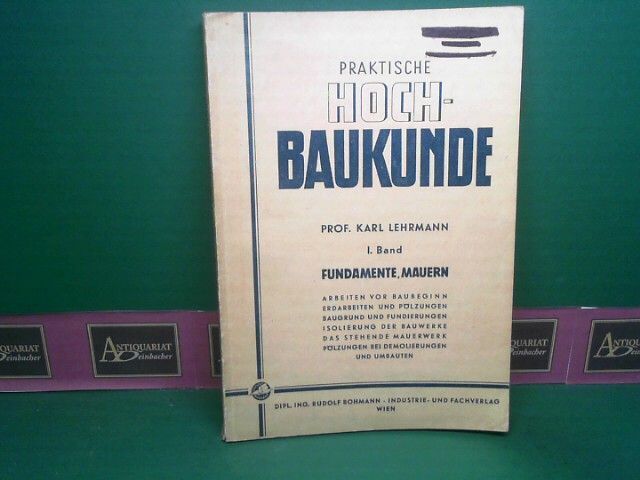 PRAKTISCHE
HOCH-
BAUKUNDE
PROF. KARL LEHRMANN
I. Band
FUNDAMENTE, MAUERN
ARBEITEN VOR BAUBEGINN
ERDARBEITEN UND PÖLZUNGEN
BAUGRUND UND FUNDIERUNGEN
ISOLIERUNG DER BAUWERKE
DAS STEHENDE MAUERWERK
PÖLZUNGEN BEI DEMOLIERUNGEN
UND UMBAUTEN
DIPL. ING. RUDOLF BOHMANN - INDUSTRIE- UND FACHVERLAG
WIEN
ANTIQUARIAT
Deinbacher
ANTIQUARIAT
Deinbacher
ANTIQUARIAT
Deinbacher